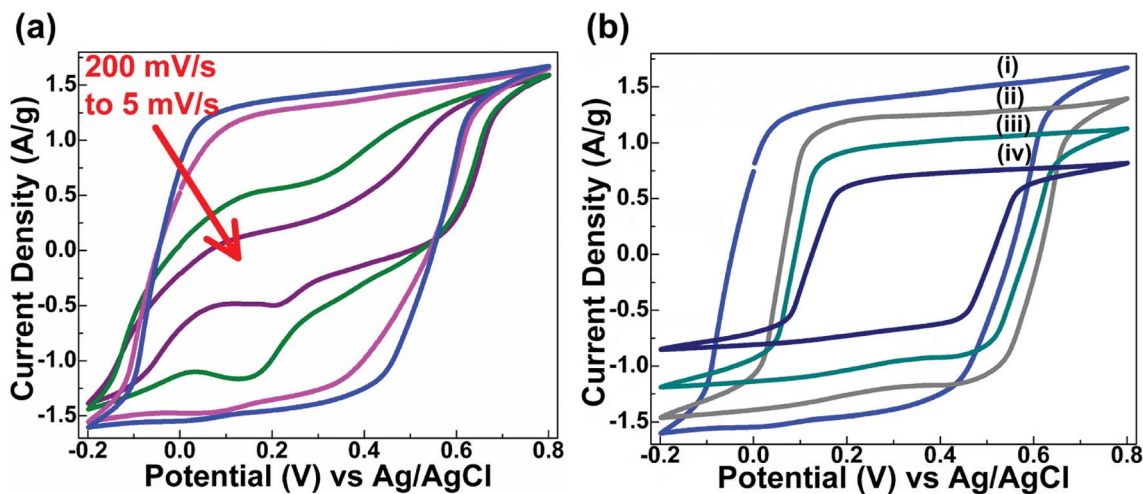 (a)
200 mV/s
to 5 mV/s
Current Density (A/g)
1.5
1.0
0.5
0.0
-0.5
-1.0
-1.5
-0.2 0.0 0.2 0.4 0.6 0.8
Potential (V) vs Ag/AgCl
(b)
(i)
(ii)
(iii)
(iv)
Current Density (A/g)
1.5
1.0
0.5
0.0
-0.5
-1.0
-1.5
-0.2 0.0 0.2 0.4 0.6 0.8
Potential (V) vs Ag/AgCl